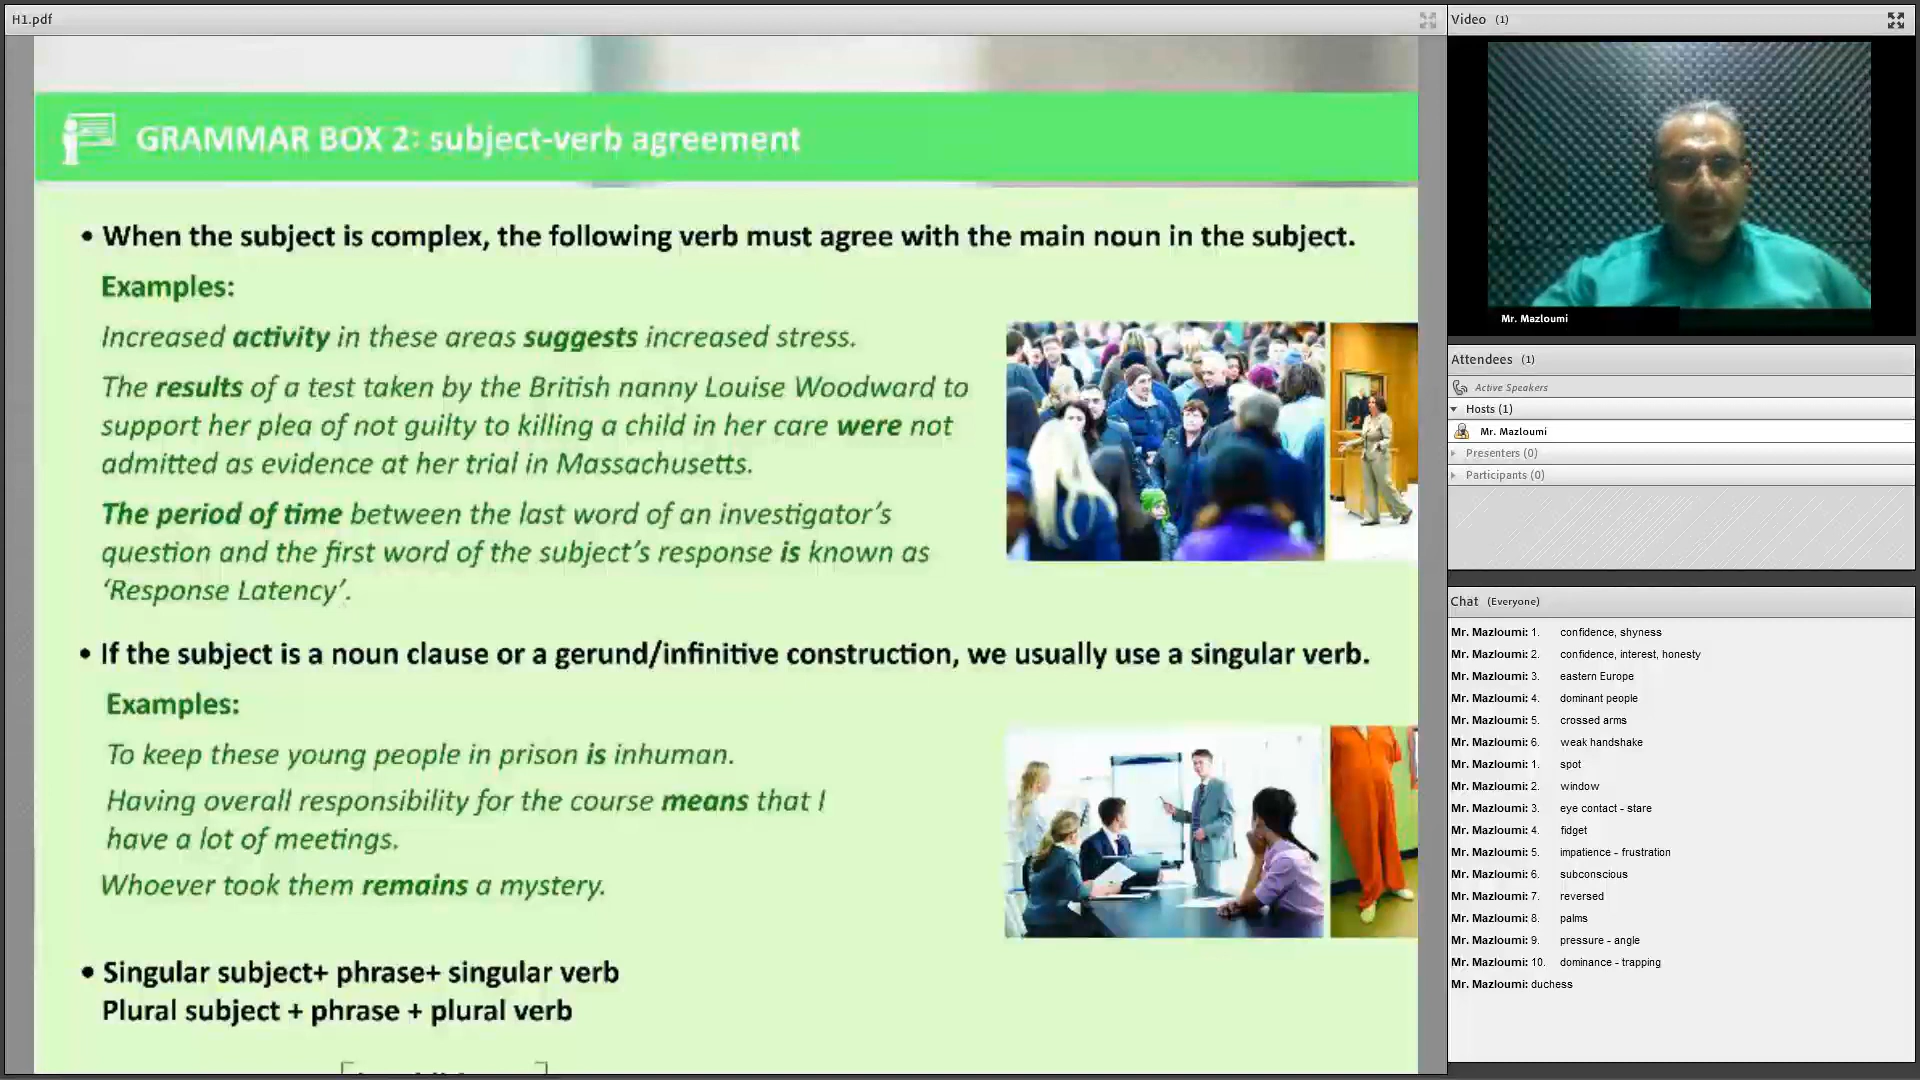 H1.pdf
GRAMMAR BOX 2: subject-verb agreement
• When the subject is complex, the following verb must agree with the main noun in the subject.
Examples:
Increased activity in these areas suggests increased stress.
The results of a test taken by the British nanny Louise Woodward to
support her plea of not guilty to killing a child in her care were not
admitted as evidence at her trial in Massachusetts.
The period of time between the last word of an investigator's
question and the first word of the subject's response is known as
'Response Latency'.
• If the subject is a noun clause or a gerund/infinitive construction, we usually use a singular verb.
Examples:
To keep these young people in prison is inhuman.
Having overall responsibility for the course means that I
have a lot of meetings.
Whoever took them remains a mystery.
• Singular subject+ phrase+ singular verb
Plural subject + phrase + plural verb
Video (1)
Mr. Mazloumi
Attendees (1)
Active Speakers
Hosts (1)
Mr. Mazloumi
Presenters (0)
Participants (0)
Chat (Everyone)
Mr. Mazloumi: 1. confidence, shyness
Mr. Mazloumi: 2. confidence, interest, honesty
Mr. Mazloumi: 3. eastern Europe
Mr. Mazloumi: 4. dominant people
Mr. Mazloumi: 5. crossed arms
Mr. Mazloumi: 6. weak handshake
Mr. Mazloumi: 1. spot
Mr. Mazloumi: 2. window
Mr. Mazloumi: 3. eye contact - stare
Mr. Mazloumi: 4. fidget
Mr. Mazloumi: 5. impatience - frustration
Mr. Mazloumi: 6. subconscious
Mr. Mazloumi: 7. reversed
Mr. Mazloumi: 8. palms
Mr. Mazloumi: 9. pressure - angle
Mr. Mazloumi: 10. dominance - trapping
Mr. Mazloumi: duchess